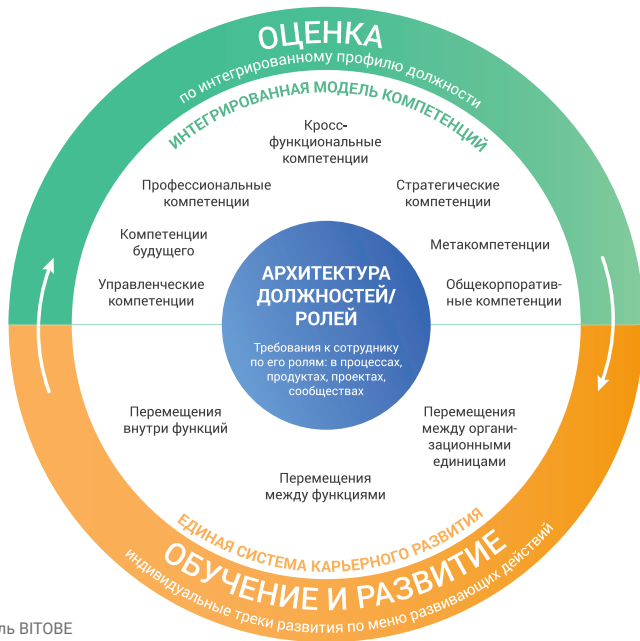 ОЦЕНКА
по интегрированному профилю должности
ИНТЕГРИРОВАННАЯ МОДЕЛЬ КОМПЕТЕНЦИЙ
Кросс-
функциональные
компетенции
Профессиональные
компетенции
Стратегические
компетенции
Компетенции
будущего
Метакомпетенции
Управленческие
компетенции
Общекорпоратив-
ные компетенции
АРХИТЕКТУРА
ДОЛЖНОСТЕЙ/
РОЛЕЙ
Требования к сотруднику
по его ролям: в процессах,
продуктах, проектах,
сообществах
Перемещения
внутри функций
Перемещения
между органи-
зационными
единицами
Перемещения
между функциями
ЕДИНАЯ СИСТЕМА КАРЬЕРНОГО РАЗВИТИЯ
ОБУЧЕНИЕ И РАЗВИТИЕ
индивидуальные треки развития по меню развивающих действий
ль BITOBE